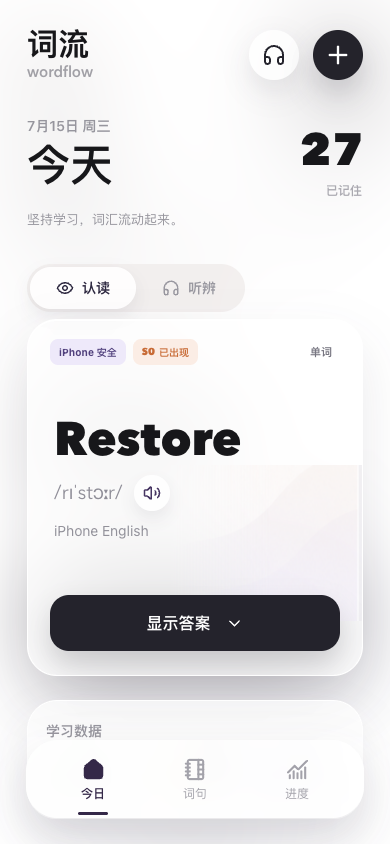 词流
wordflow
7月15日 周三
今天
27
已记住
坚持学习，词汇流动起来。
认读
听辨
iPhone 安全
SO 已出现
单词
Restore
/rɪˈstɔːr/
iPhone English
显示答案
学习数据
今日
词句
进度